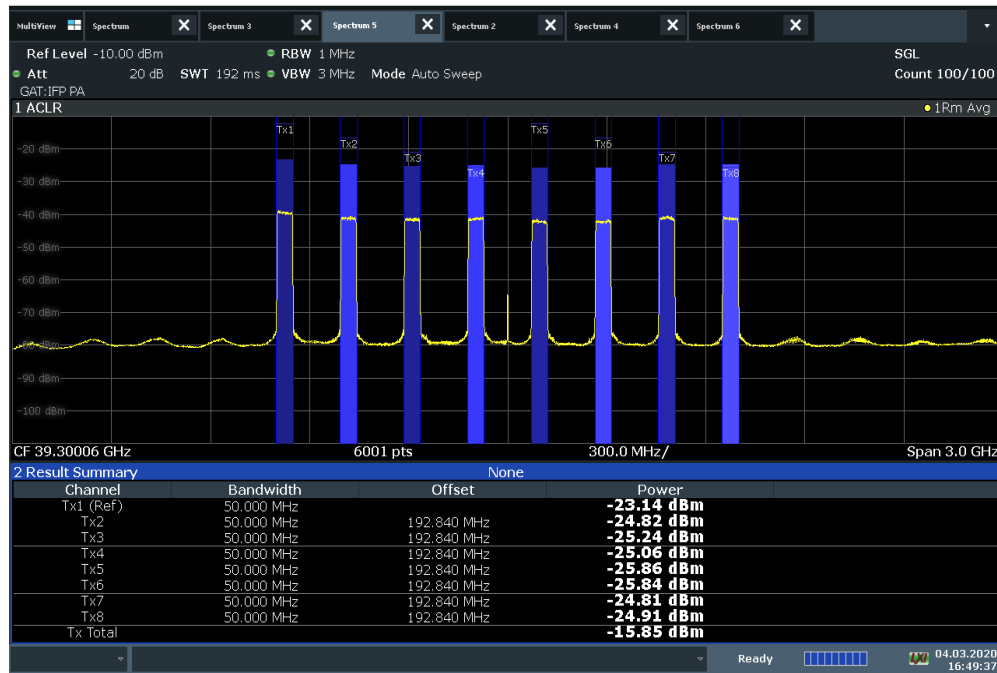 MultiView Spectrum Spectrum 3 Spectrum 5 Spectrum 2 Spectrum 4 Spectrum 6
Ref Level -10.00 dBm RBW 1 MHz SGL
Att 20 dB SWT 192 ms VBW 3 MHz Mode Auto Sweep Count 100/100
GAT:IFP PA
1 ACLR 1Rm Avg
Tx1 Tx5
Tx2 Tx6
-20 dBm
Tx3 Tx7
Tx4 Tx8
-30 dBm
-40 dBm
-50 dBm
-60 dBm
-70 dBm
-80 dBm
-90 dBm
-100 dBm
CF 39.30006 GHz 6001 pts 300.0 MHz/ Span 3.0 GHz
2 Result Summary None
Channel Bandwidth Offset Power
Tx1 (Ref) 50.000 MHz -23.14 dBm
Tx2 50.000 MHz 192.840 MHz -24.82 dBm
Tx3 50.000 MHz 192.840 MHz -25.24 dBm
Tx4 50.000 MHz 192.840 MHz -25.06 dBm
Tx5 50.000 MHz 192.840 MHz -25.86 dBm
Tx6 50.000 MHz 192.840 MHz -25.84 dBm
Tx7 50.000 MHz 192.840 MHz -24.81 dBm
Tx8 50.000 MHz 192.840 MHz -24.91 dBm
Tx Total -15.85 dBm
Ready LXI 04.03.2020
16:49:37